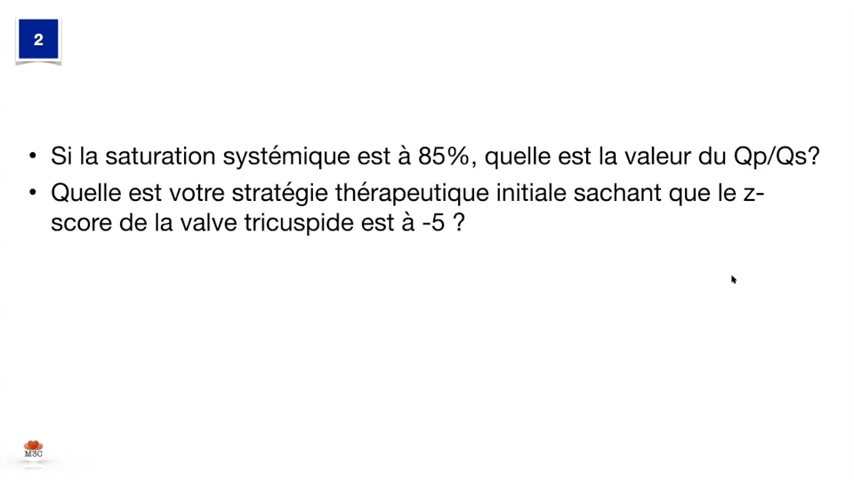 2
• Si la saturation systémique est à 85%, quelle est la valeur du Qp/Qs?
• Quelle est votre stratégie thérapeutique initiale sachant que le z-
score de la valve tricuspide est à -5 ?
M3C